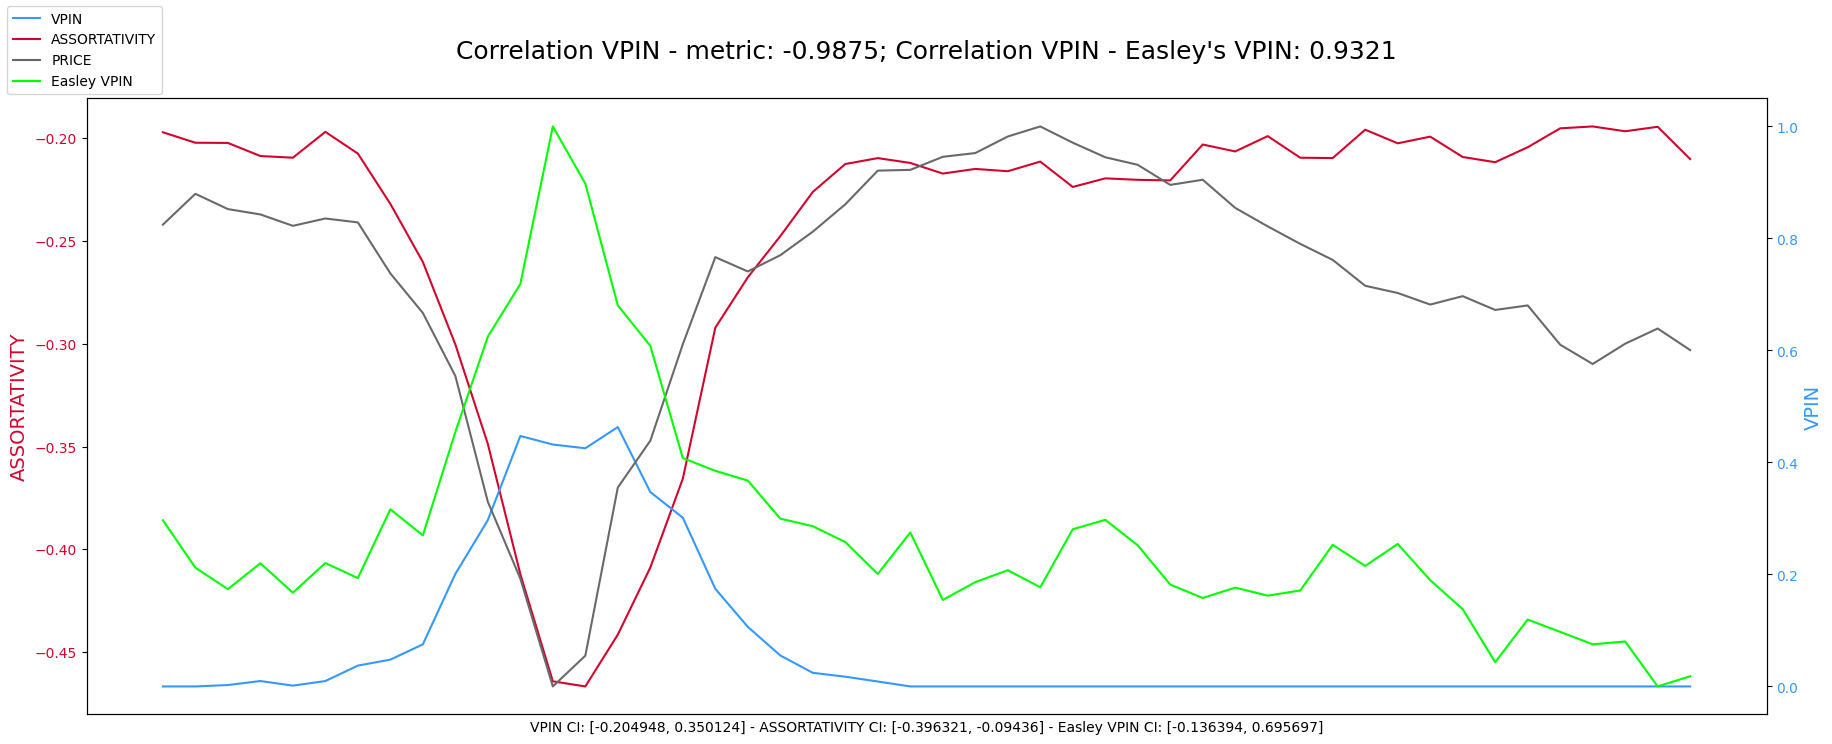 VPIN
ASSORTATIVITY
PRICE
Easley VPIN
Correlation VPIN - metric: -0.9875; Correlation VPIN - Easley's VPIN: 0.9321
ASSORTATIVITY
−0.20
−0.25
−0.30
−0.35
−0.40
−0.45
1.0
0.8
0.6
0.4
0.2
0.0
VPIN
VPIN CI: [-0.204948, 0.350124] - ASSORTATIVITY CI: [-0.396321, -0.09436] - Easley VPIN CI: [-0.136394, 0.695697]